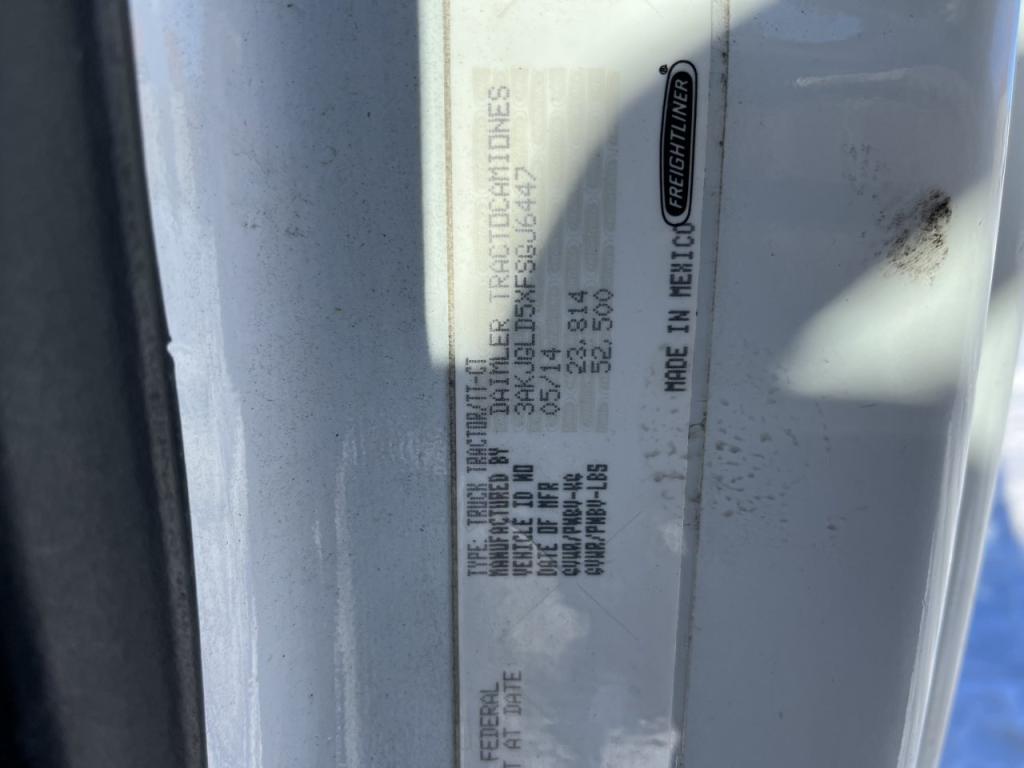 FREIGHTLINER®
MADE IN MEXICO
TYPE: TRUCK TRACTOR/TT-CT
MANUFACTURED BY DAIMLER TRACTOCAMIONES
VEHICLE ID NO 3AKJGLD5XFSGJ6447
DATE OF MFR 05/14
GVWR/PNBV-KG 23,814
GVWR/PNBV-LBS 52,500
FEDERAL
AT DATE